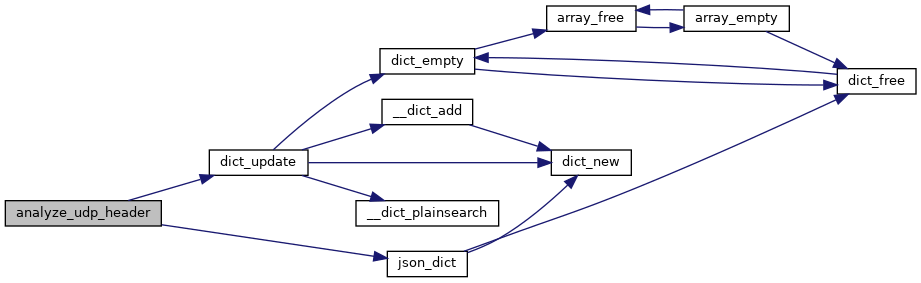 array_free
array_empty
dict_empty
dict_free
__dict_add
dict_update
dict_new
analyze_udp_header
__dict_plainsearch
json_dict